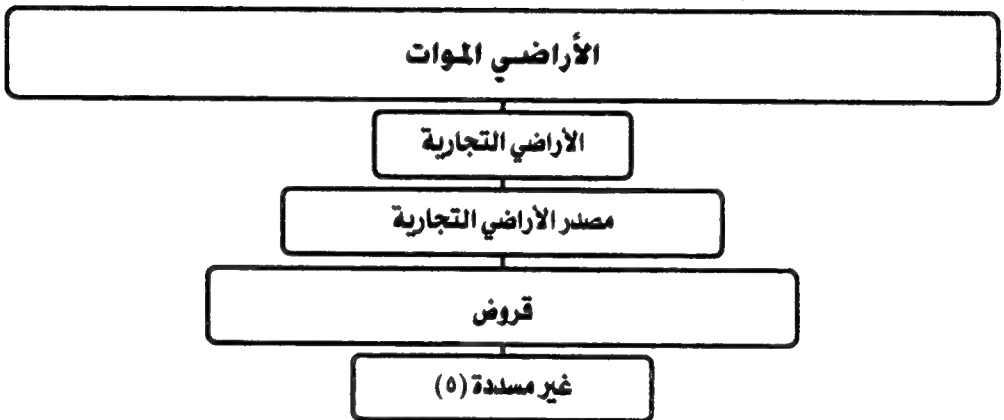 الأراضي الموات
الأراضي التجارية
مصدر الأراضي التجارية
قروض
غير مسددة (٥)